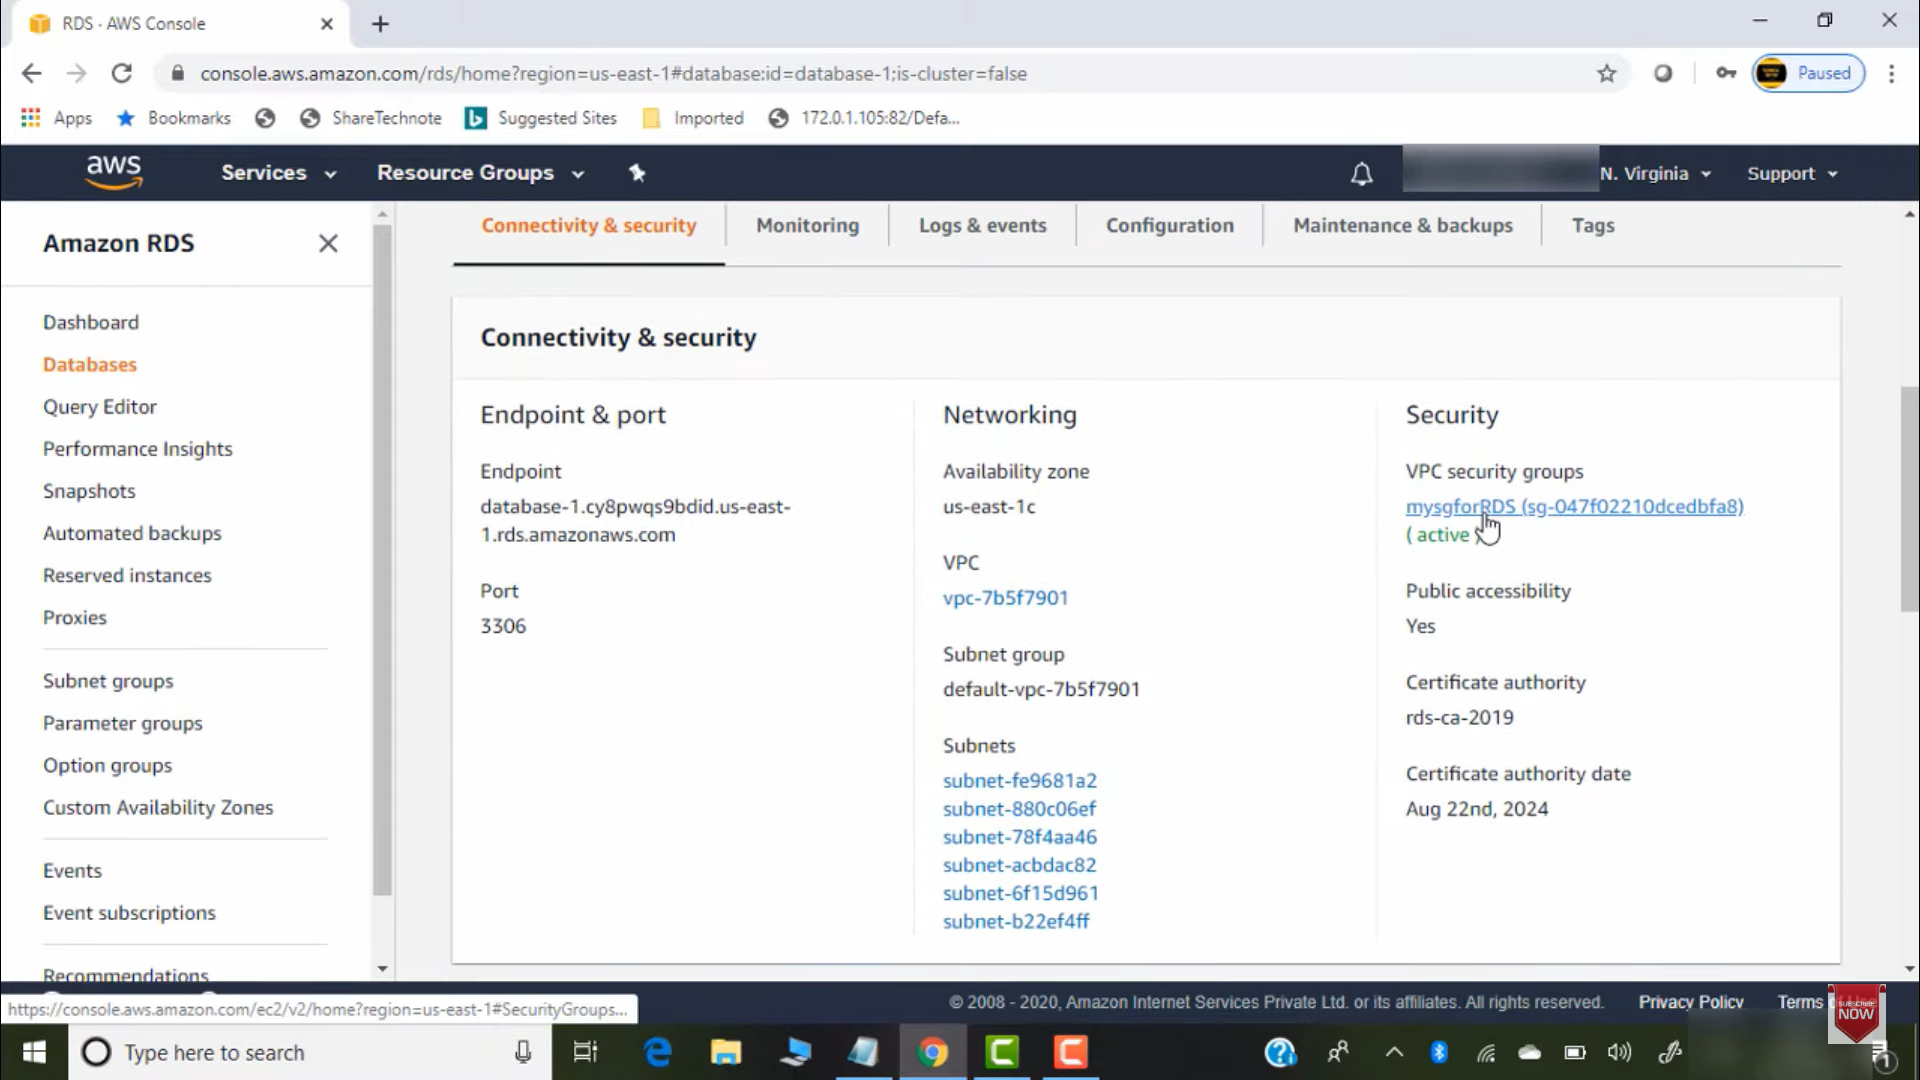 RDS - AWS Console
console.aws.amazon.com/rds/home?region=us-east-1#database:id=database-1;is-cluster=false
Paused
Apps
Bookmarks
ShareTechnote
Suggested Sites
Imported
172.0.1.105:82/Defa...
aws
Services
Resource Groups
N. Virginia
Support
Amazon RDS
Dashboard
Databases
Query Editor
Performance Insights
Snapshots
Automated backups
Reserved instances
Proxies
Subnet groups
Parameter groups
Option groups
Custom Availability Zones
Events
Event subscriptions
Recommendations
Connectivity & security
Monitoring
Logs & events
Configuration
Maintenance & backups
Tags
Connectivity & security
Endpoint & port
Endpoint
database-1.cy8pwqs9bdid.us-east-
1.rds.amazonaws.com
Port
3306
Networking
Availability zone
us-east-1c
VPC
vpc-7b5f7901
Subnet group
default-vpc-7b5f7901
Subnets
subnet-fe9681a2
subnet-880c06ef
subnet-78f4aa46
subnet-acbdac82
subnet-6f15d961
subnet-b22ef4ff
Security
VPC security groups
mysgforRDS (sg-047f02210dcedbfa8)
( active )
Public accessibility
Yes
Certificate authority
rds-ca-2019
Certificate authority date
Aug 22nd, 2024
https://console.aws.amazon.com/ec2/v2/home?region=us-east-1#SecurityGroups...
© 2008 - 2020, Amazon Internet Services Private Ltd. or its affiliates. All rights reserved.
Privacy Policy
Terms
SUBSCRIBE
NOW
Type here to search
1